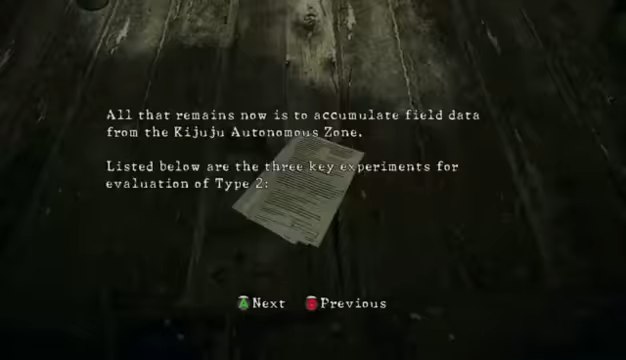 All that remains now is to accumulate field data
from the Kijuju Autonomous Zone.
Listed below are the three key experiments for
evaluation of Type 2:
A Next B Previous